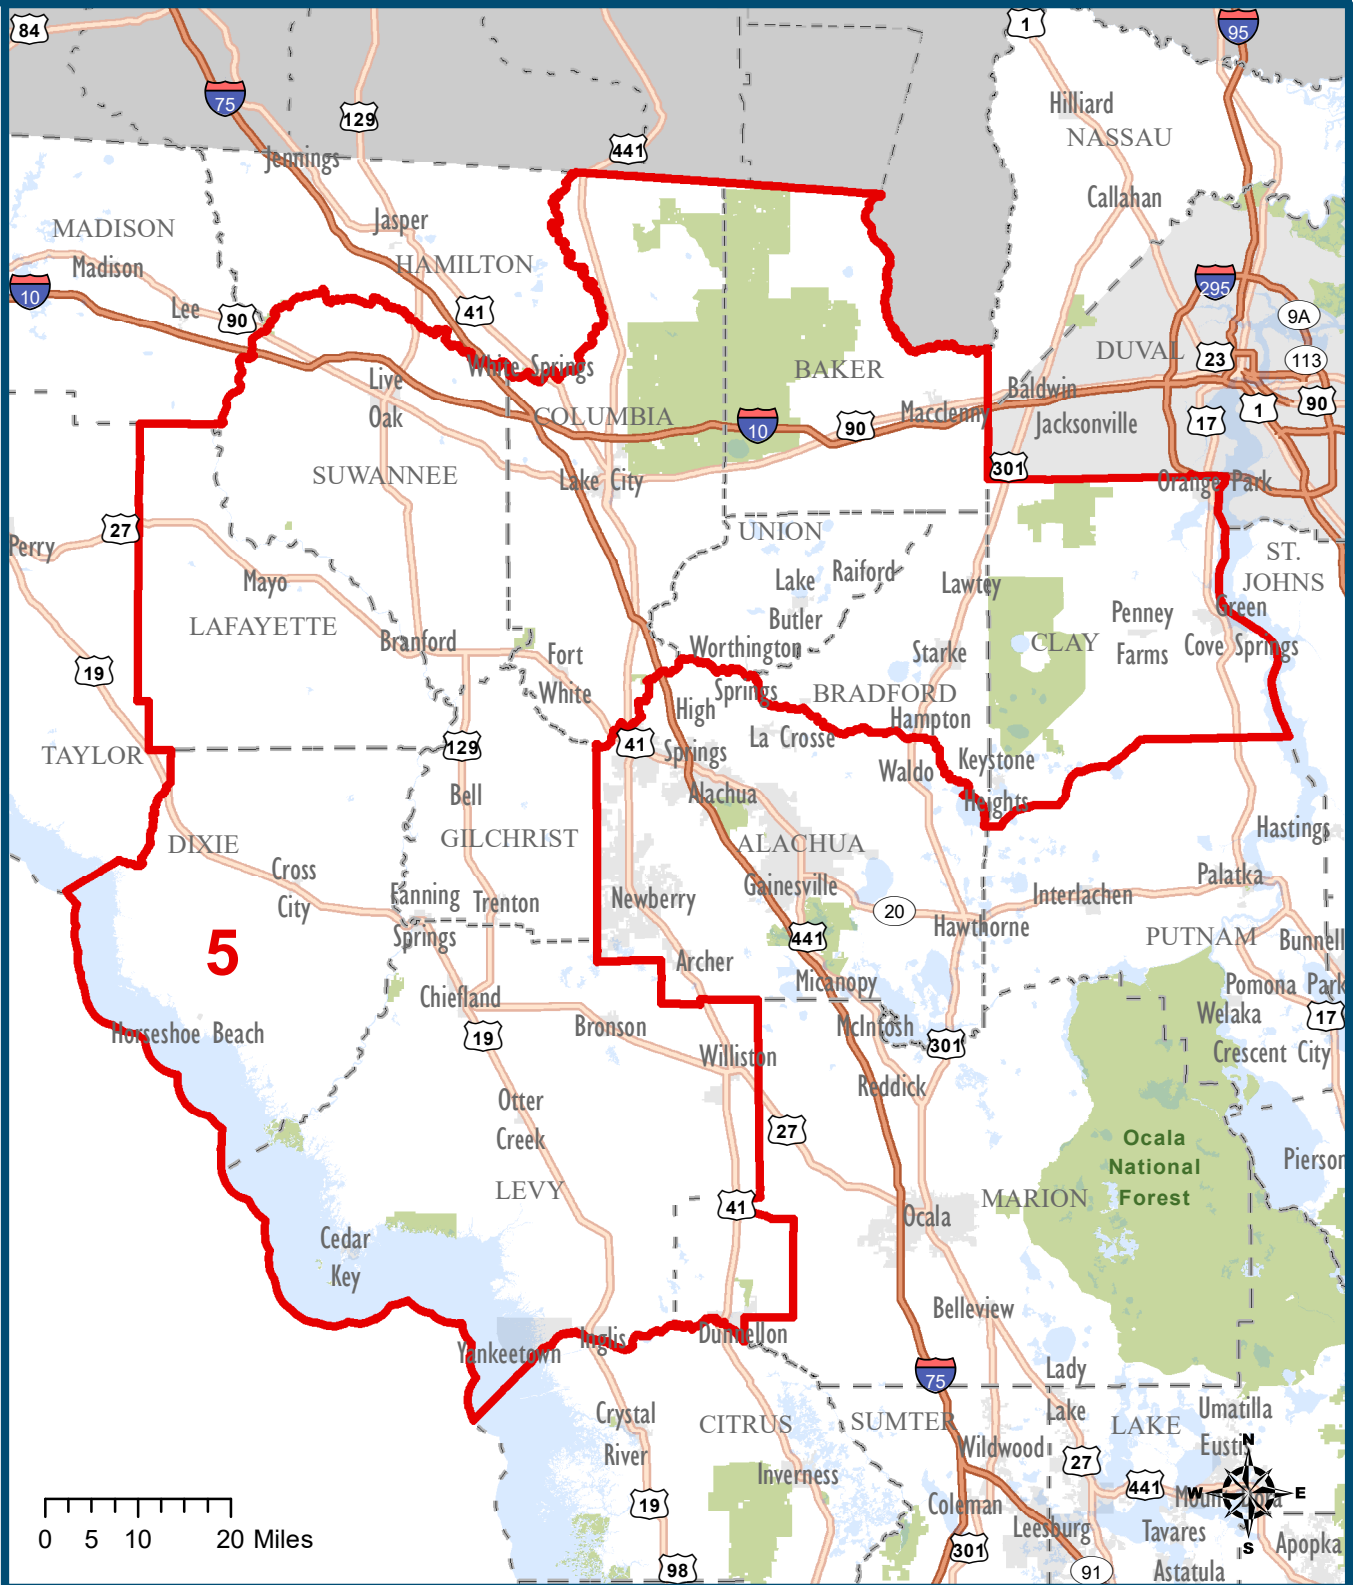 84
1
95
75
129
Hilliard
441
NASSAU
Jennings
Callahan
Jasper
MADISON
Madison
HAMILTON
10
295
Lee
90
41
9A
DUVAL
23
113
White Springs
BAKER
Live
Oak
Baldwin
90
COLUMBIA
10
90
Macclenny
Jacksonville
17
1
SUWANNEE
Lake City
301
Orange Park
27
UNION
Perry
ST.
JOHNS
Mayo
Lake
Butler
Raiford
Lawtey
Penney
Farms
Green
Cove Springs
LAFAYETTE
Branford
Fort
White
Worthington
Springs
Starke
CLAY
19
BRADFORD
High
Springs
Hampton
TAYLOR
129
41
La Crosse
Waldo
Keystone
Heights
Bell
Alachua
DIXIE
GILCHRIST
ALACHUA
Hastings
Cross
City
Gainesville
Palatka
Fanning
Springs
Trenton
Newberry
20
Interlachen
Hawthorne
5
441
PUTNAM
Bunnell
Archer
Micanopy
Pomona Park
Chiefland
Welaka
17
Horseshoe Beach
19
Bronson
McIntosh
301
Crescent City
Williston
Reddick
Otter
Creek
27
Ocala
National
Forest
Pierson
LEVY
41
MARION
Ocala
Cedar
Key
Belleview
Yankeetown
Inglis
Dunnellon
75
Lady
Lake
Crystal
River
CITRUS
SUMTER
LAKE
Umatilla
Eustis
Wildwood
N
Inverness
27
441
W
E
Mount Dora
19
Coleman
Leesburg
Tavares
S
0 5 10 20 Miles
301
Apopka
98
91
Astatula